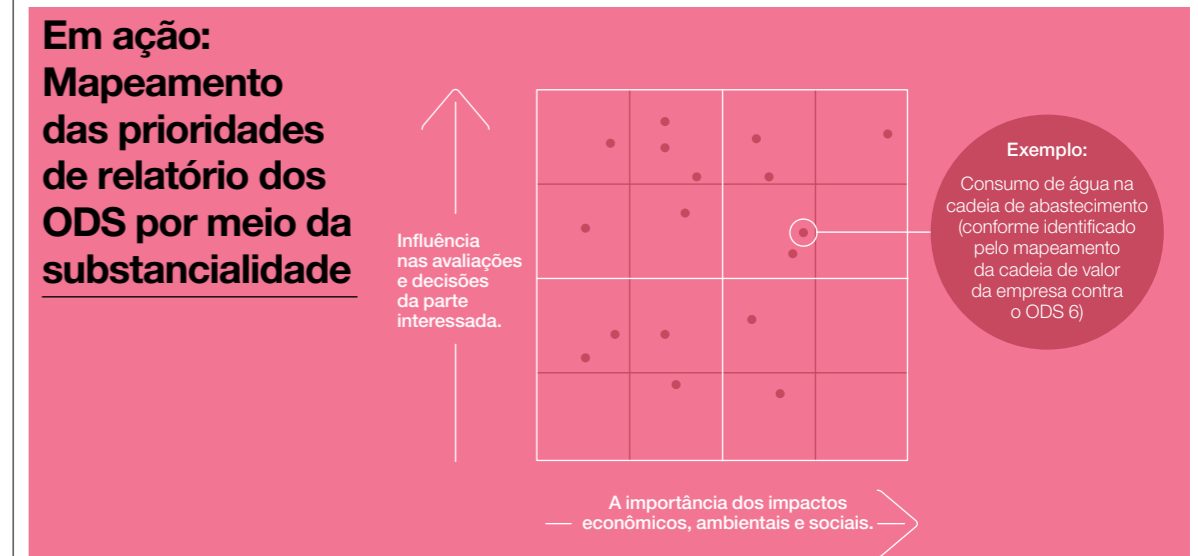 Em ação:
Mapeamento
das prioridades
de relatório dos
ODS por meio da
substancialidade
Influência
nas avaliações
e decisões
da parte
interessada.
Exemplo:
Consumo de água na
cadeia de abastecimento
(conforme identificado
pelo mapeamento
da cadeia de valor
da empresa contra
o ODS 6)
A importância dos impactos
econômicos, ambientais e sociais.